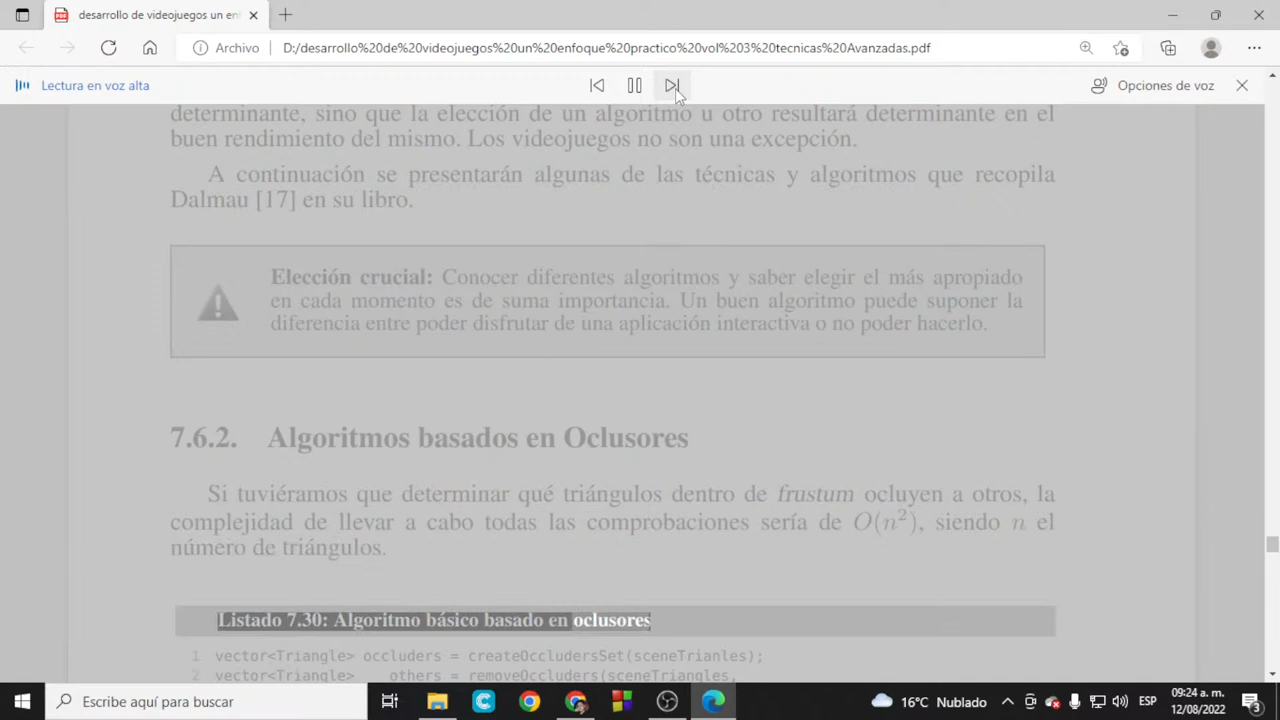 desarrollo de videojuegos un en
Archivo
D:/desarrollo%20de%20videojuegos%20un%20enfoque%20practico%20vol%203%20tecnicas%20Avanzadas.pdf
Lectura en voz alta
Opciones de voz
determinante, sino que la elección de un algoritmo u otro resultará determinante en el
buen rendimiento del mismo. Los videojuegos no son una excepción.
A continuación se presentarán algunas de las técnicas y algoritmos que recopila
Dalmau [17] en su libro.
Elección crucial: Conocer diferentes algoritmos y saber elegir el más apropiado
en cada momento es de suma importancia. Un buen algoritmo puede suponer la
diferencia entre poder disfrutar de una aplicación interactiva o no poder hacerlo.
7.6.2. Algoritmos basados en Oclusores
Si tuviéramos que determinar qué triángulos dentro de frustum ocluyen a otros, la
complejidad de llevar a cabo todas las comprobaciones sería de O(n²), siendo n el
número de triángulos.
Listado 7.30: Algoritmo básico basado en oclusores
1 vector<Triangle> occluders = createOccludersSet(sceneTrianles);
2 vector<Triangle> others = removeOccluders(sceneTriangles,
Escribe aquí para buscar
16°C Nublado
ESP
09:24 a. m.
12/08/2022
3